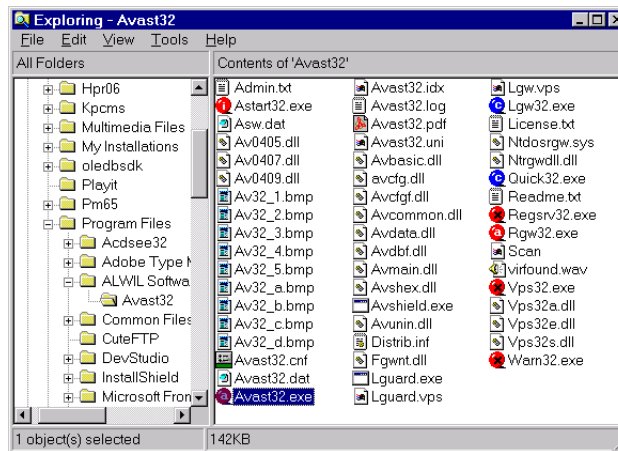 Exploring - Avast32
File Edit View Tools Help
All Folders
Contents of 'Avast32'
Hpr06
Kpcms
Multimedia Files
My Installations
oledbsdk
Playit
Pm65
Program Files
Acdsee32
Adobe Type M
ALWIL Softwa
Avast32
Common Files
CuteFTP
DevStudio
InstallShield
Microsoft Fron
Admin.txt
Astart32.exe
Asw.dat
Av0405.dll
Av0407.dll
Av0409.dll
Av32_1.bmp
Av32_2.bmp
Av32_3.bmp
Av32_4.bmp
Av32_5.bmp
Av32_a.bmp
Av32_b.bmp
Av32_c.bmp
Av32_d.bmp
Avast32.cnf
Avast32.dat
Avast32.exe
Avast32.idx
Avast32.log
Avast32.pdf
Avast32.uni
Avbasic.dll
avcfg.dll
Avcfgf.dll
Avcommon.dll
Avdata.dll
Avdbf.dll
Avmain.dll
Avshex.dll
Avshield.exe
Avunin.dll
Distrib.inf
Fgwnt.dll
Lguard.exe
Lguard.vps
Lgw.vps
Lgw32.exe
License.txt
Ntdosrgw.sys
Ntrgwdll.dll
Quick32.exe
Readme.txt
Regsrv32.exe
Rgw32.exe
Scan
virfound.wav
Vps32.exe
Vps32a.dll
Vps32e.dll
Vps32s.dll
Warn32.exe
1 object(s) selected
142KB